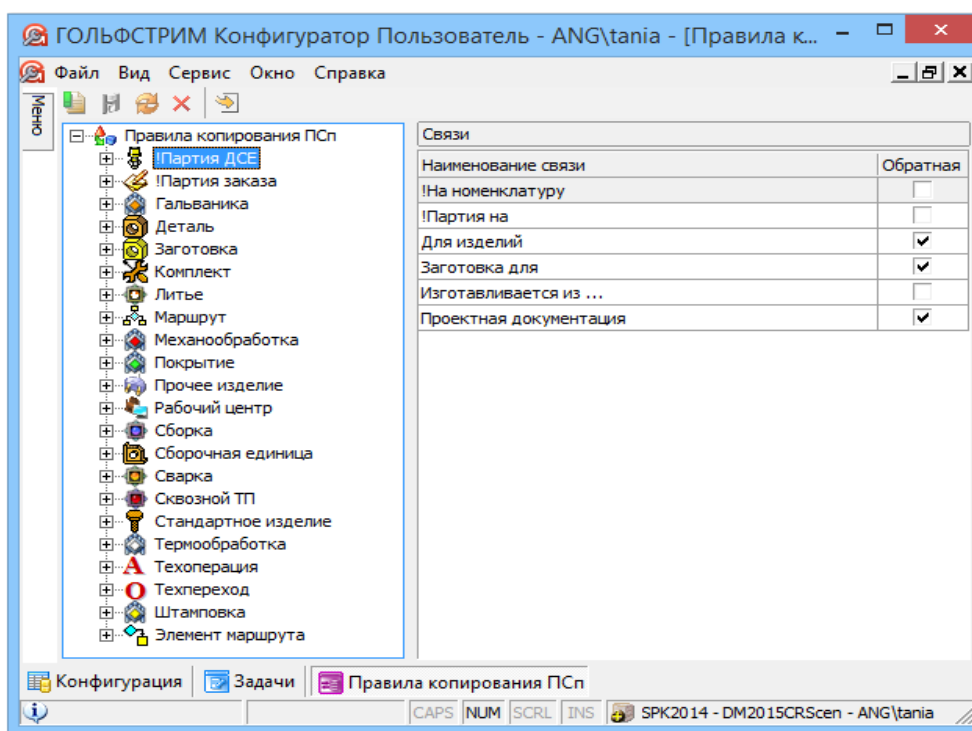 ГОЛЬФСТРИМ Конфигуратор Пользователь - ANG\tania - [Правила к...
Файл Вид Сервис Окно Справка
Меню
Правила копирования ПСп
!Партия ДСЕ
!Партия заказа
Гальваника
Деталь
Заготовка
Комплект
Литье
Маршрут
Механообработка
Покрытие
Прочее изделие
Рабочий центр
Сборка
Сборочная единица
Сварка
Сквозной ТП
Стандартное изделие
Термообработка
Техоперация
Техпереход
Штамповка
Элемент маршрута
Связи
Наименование связи Обратная
!На номенклатуру
!Партия на
Для изделий
Заготовка для
Изготавливается из ...
Проектная документация
Конфигурация Задачи Правила копирования ПСп
CAPS NUM SCRL INS SPK2014 - DM2015CRScen - ANG\tania